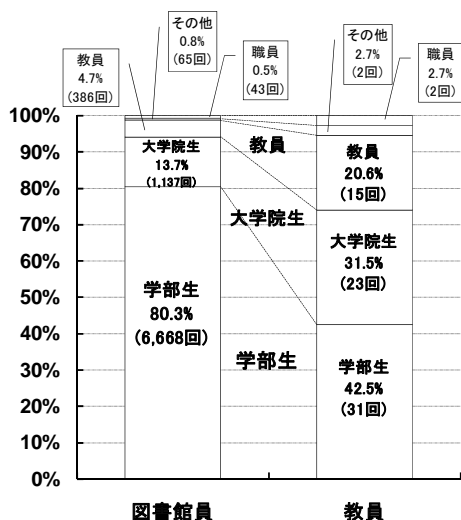 その他
0.8%
(65回)
教員
4.7%
(386回)
職員
0.5%
(43回)
その他
2.7%
(2回)
職員
2.7%
(2回)
100%
90%
80%
70%
60%
50%
40%
30%
20%
10%
0%
大学院生
13.7%
(1,137回)
学部生
80.3%
(6,668回)
教員
大学院生
学部生
教員
20.6%
(15回)
大学院生
31.5%
(23回)
学部生
42.5%
(31回)
図書館員
教員